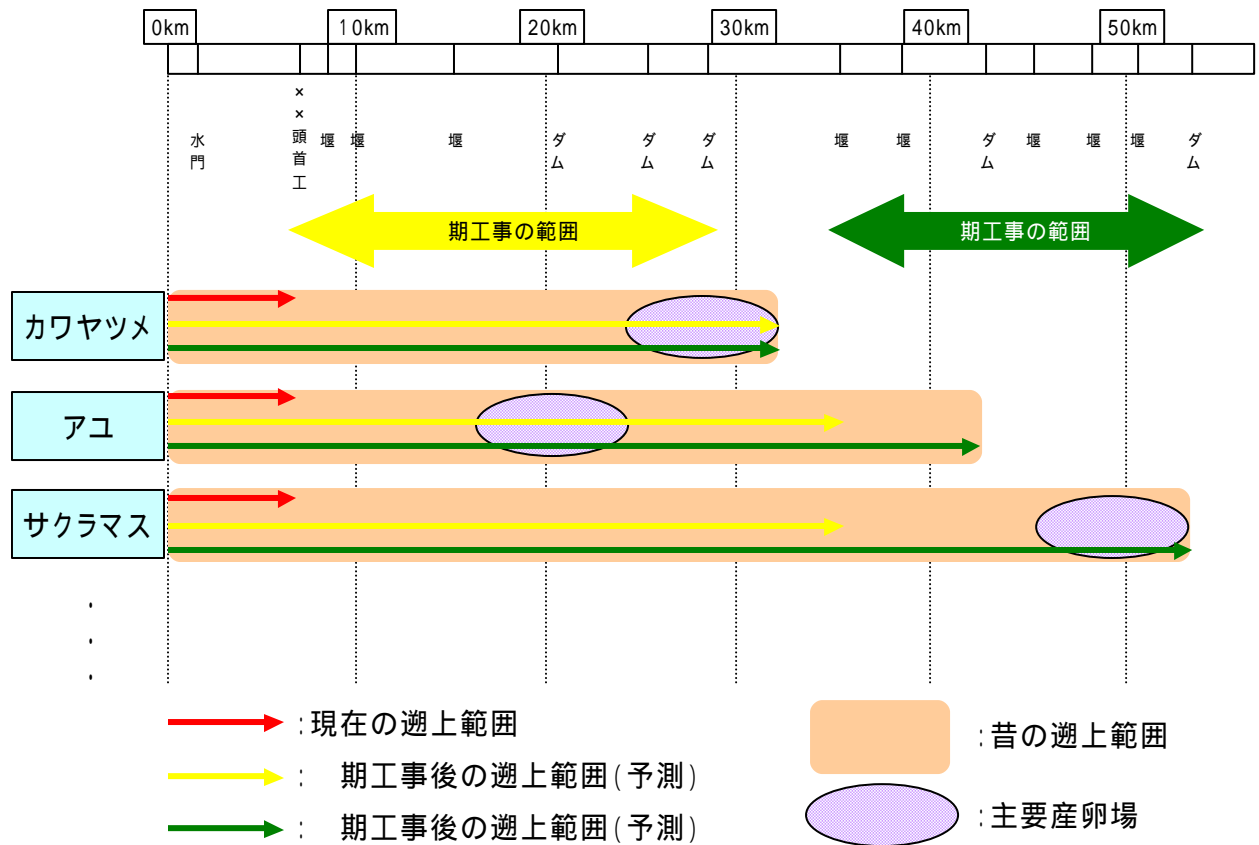 0km
10km
20km
30km
40km
50km
水門
××頭首工
堰
堰
堰
ダム
ダム
ダム
堰
堰
ダム
堰
堰
堰
ダム
期工事の範囲
期工事の範囲
カワヤツメ
アユ
サクラマス
・
・
・
:現在の遡上範囲
: 期工事後の遡上範囲(予測)
: 期工事後の遡上範囲(予測)
:昔の遡上範囲
:主要産卵場